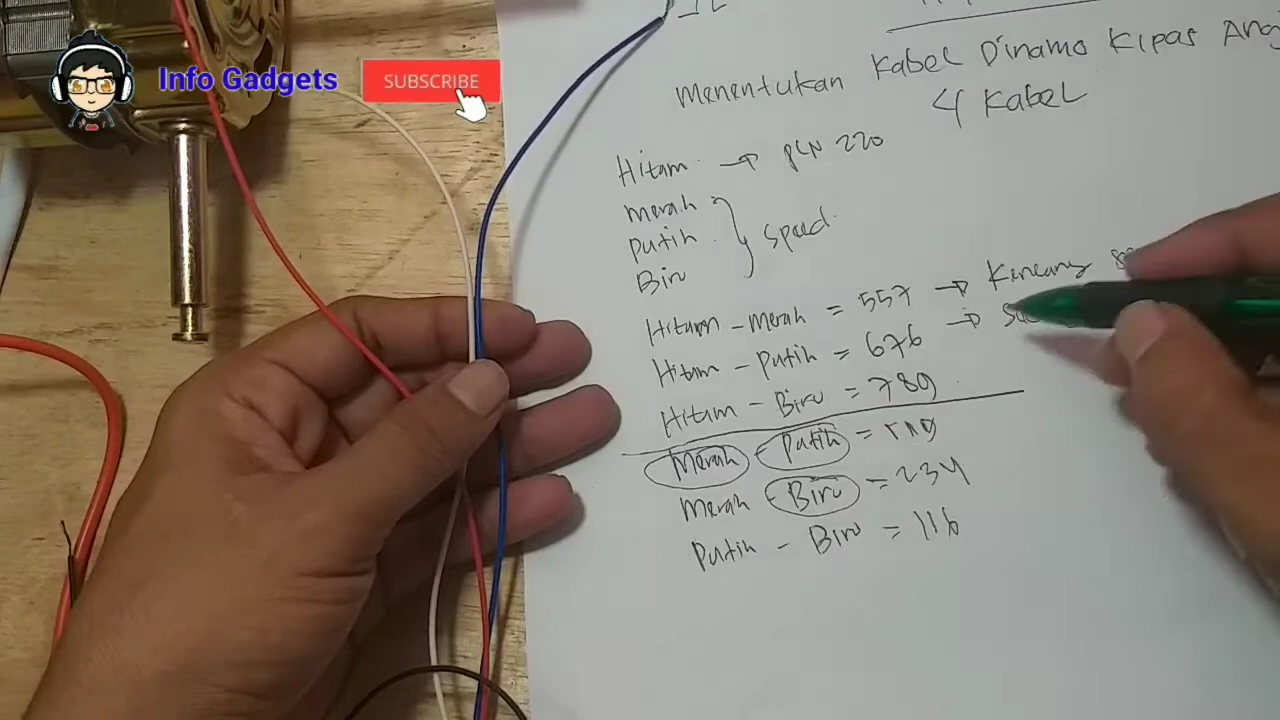 Info Gadgets
SUBSCRIBE
Menentukan Kabel Dinamo Kipas
4 Kabel
Hitam → PLN 220
Merah
Putih
Biru
Speed
Hitam - Merah = 557 → Kencang
Hitam - Putih = 676 →
Hitam - Biru = 789
Merah - Putih =
Merah - Biru = 234
Putih - Biru = 116